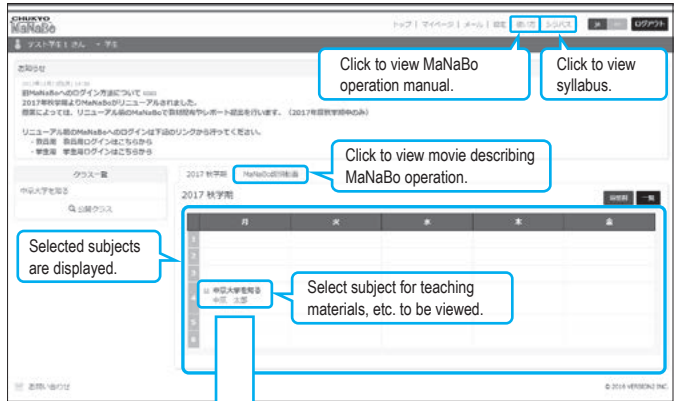 CHUKYO
MaNaBo
トップ | マイページ | メール | 設定 使い方 シラバス
ログアウト
テスト学生1 さん ・ 学生
お知らせ
旧MaNaBoへのログイン方法について
2017年秋学期よりMaNaBoがリニューアルされました。
授業によっては、リニューアル前のMaNaBoで教材配布やレポート提出を行います。（2017年度秋学期中のみ）
リニューアル前のMaNaBoへのログインは下記のリンクから行ってください。
・教員用 教員用ログインはこちらから
・学生用 学生用ログインはこちらから
Click to view MaNaBo
operation manual.
Click to view
syllabus.
Click to view movie describing
MaNaBo operation.
クラス一覧
中京大学を知る
公開クラス
2017 秋学期
2017 秋学期
一覧
月 火 水 木 金
1
2
3
4
5
6
中京大学を知る
中京 太郎
Selected subjects
are displayed.
Select subject for teaching
materials, etc. to be viewed.
お問い合わせ
© 2016 VERSION2 INC.